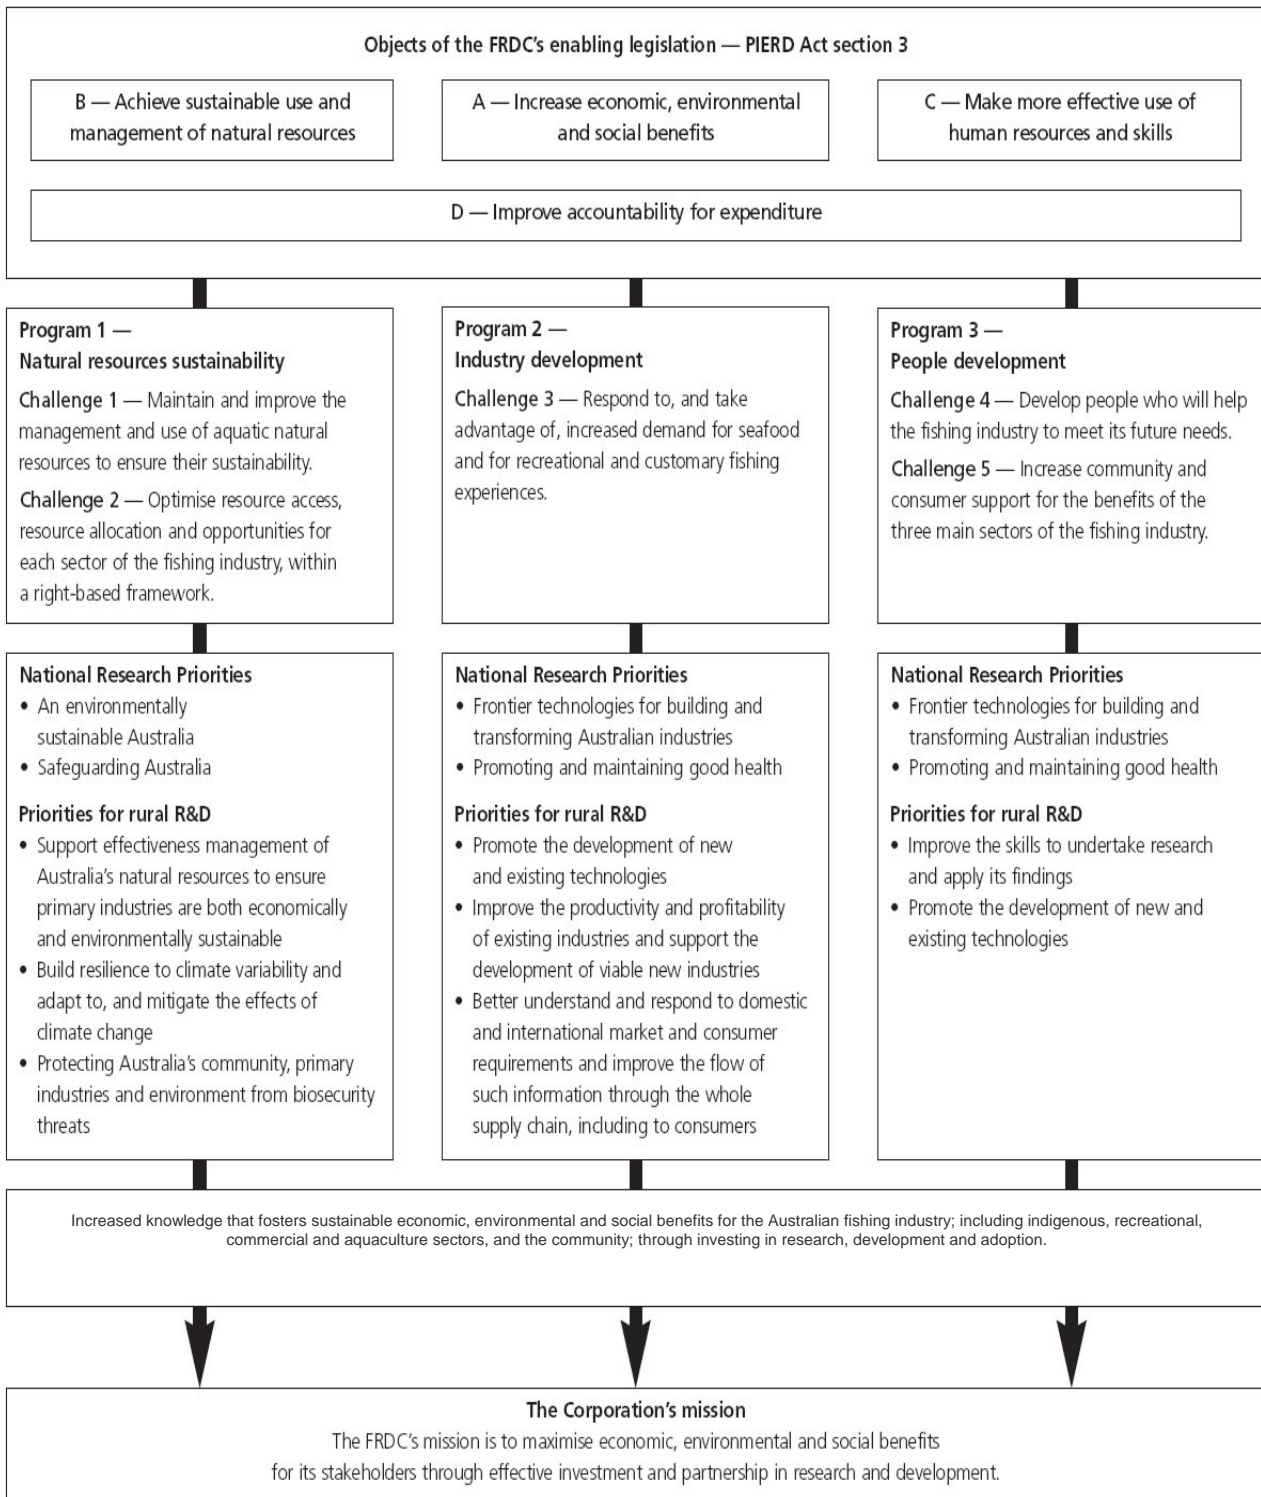 Objects of the FRDC's enabling legislation — PIERD Act section 3
B — Achieve sustainable use and
management of natural resources
A — Increase economic, environmental
and social benefits
C — Make more effective use of
human resources and skills
D — Improve accountability for expenditure
Program 1 —
Natural resources sustainability
Challenge 1 — Maintain and improve the
management and use of aquatic natural
resources to ensure their sustainability.
Challenge 2 — Optimise resource access,
resource allocation and opportunities for
each sector of the fishing industry, within
a right-based framework.
Program 2 —
Industry development
Challenge 3 — Respond to, and take
advantage of, increased demand for seafood
and for recreational and customary fishing
experiences.
Program 3 —
People development
Challenge 4 — Develop people who will help
the fishing industry to meet its future needs.
Challenge 5 — Increase community and
consumer support for the benefits of the
three main sectors of the fishing industry.
National Research Priorities
• An environmentally
sustainable Australia
• Safeguarding Australia
Priorities for rural R&D
• Support effectiveness management of
Australia's natural resources to ensure
primary industries are both economically
and environmentally sustainable
• Build resilience to climate variability and
adapt to, and mitigate the effects of
climate change
• Protecting Australia's community, primary
industries and environment from biosecurity
threats
National Research Priorities
• Frontier technologies for building and
transforming Australian industries
• Promoting and maintaining good health
Priorities for rural R&D
• Promote the development of new
and existing technologies
• Improve the productivity and profitability
of existing industries and support the
development of viable new industries
• Better understand and respond to domestic
and international market and consumer
requirements and improve the flow of
such information through the whole
supply chain, including to consumers
National Research Priorities
• Frontier technologies for building and
transforming Australian industries
• Promoting and maintaining good health
Priorities for rural R&D
• Improve the skills to undertake research
and apply its findings
• Promote the development of new and
existing technologies
Increased knowledge that fosters sustainable economic, environmental and social benefits for the Australian fishing industry; including indigenous, recreational,
commercial and aquaculture sectors, and the community; through investing in research, development and adoption.
The Corporation's mission
The FRDC's mission is to maximise economic, environmental and social benefits
for its stakeholders through effective investment and partnership in research and development.